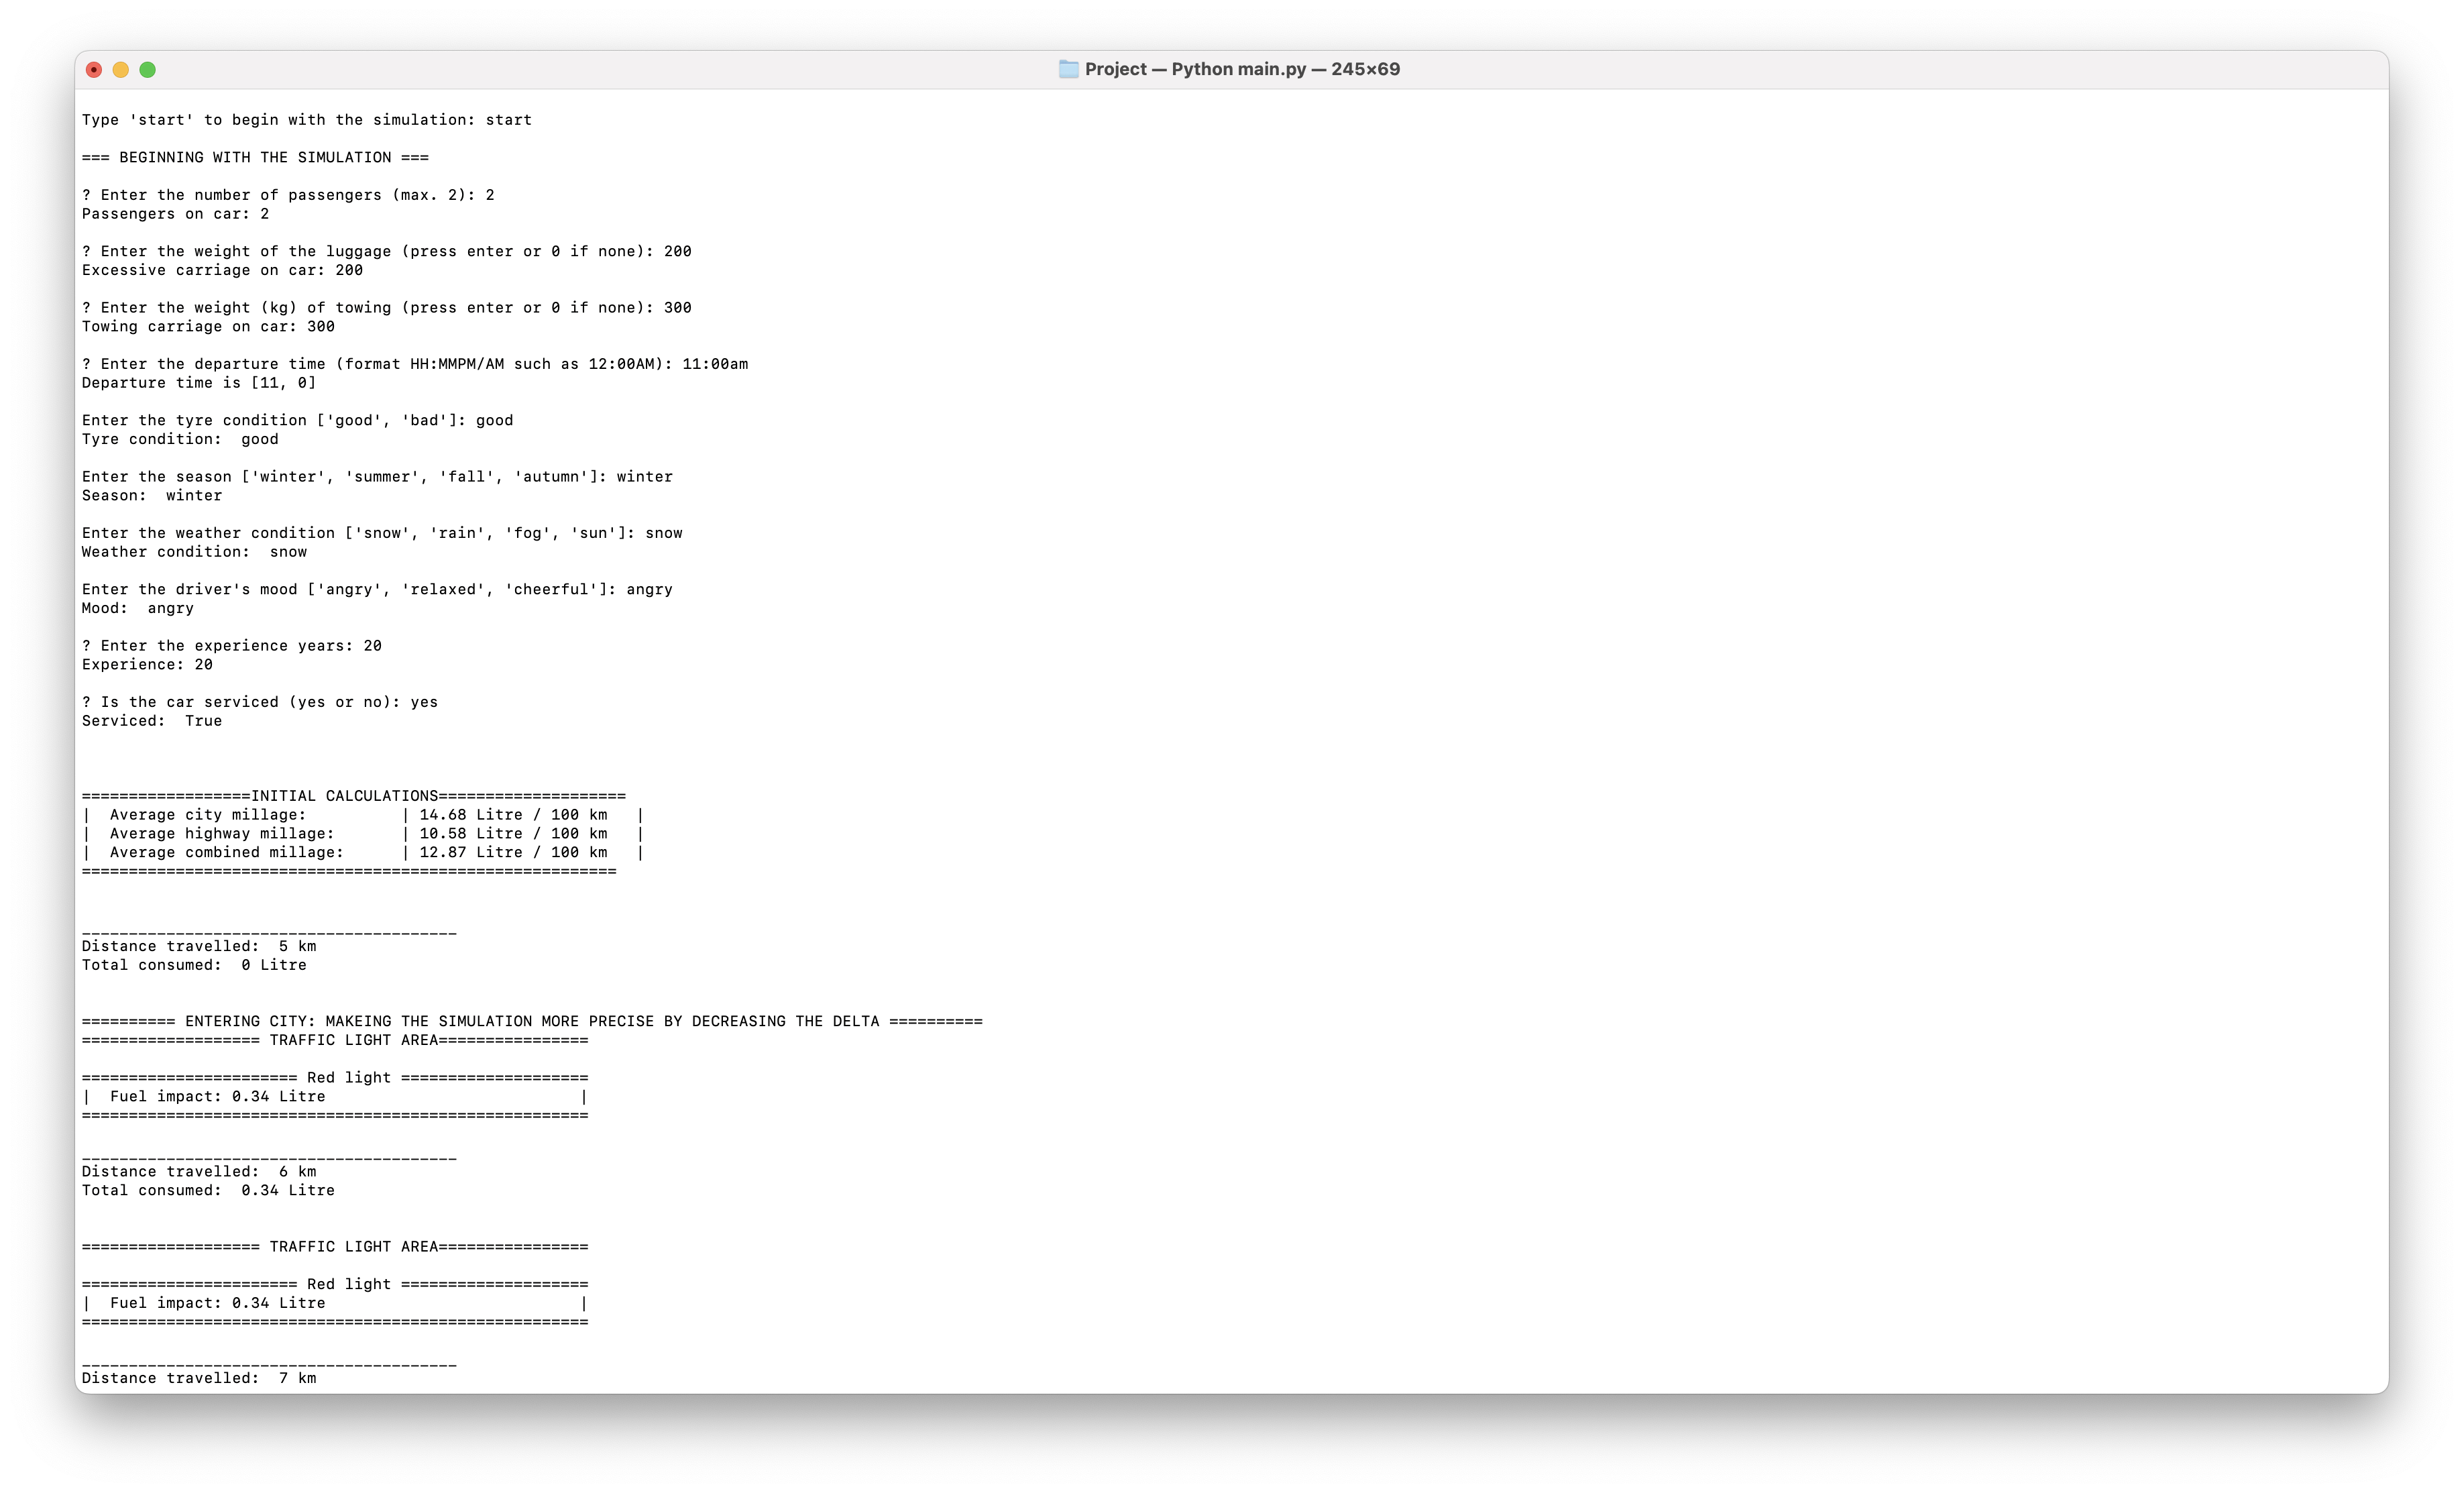 Project — Python main.py — 245×69
Type 'start' to begin with the simulation: start
=== BEGINNING WITH THE SIMULATION ===
? Enter the number of passengers (max. 2): 2
Passengers on car: 2
? Enter the weight of the luggage (press enter or 0 if none): 200
Excessive carriage on car: 200
? Enter the weight (kg) of towing (press enter or 0 if none): 300
Towing carriage on car: 300
? Enter the departure time (format HH:MMPM/AM such as 12:00AM): 11:00am
Departure time is [11, 0]
Enter the tyre condition ['good', 'bad']: good
Tyre condition:  good
Enter the season ['winter', 'summer', 'fall', 'autumn']: winter
Season:  winter
Enter the weather condition ['snow', 'rain', 'fog', 'sun']: snow
Weather condition:  snow
Enter the driver's mood ['angry', 'relaxed', 'cheerful']: angry
Mood:  angry
? Enter the experience years: 20
Experience: 20
? Is the car serviced (yes or no): yes
Serviced:  True
==================INITIAL CALCULATIONS====================
|  Average city millage:          | 14.68 Litre / 100 km   |
|  Average highway millage:       | 10.58 Litre / 100 km   |
|  Average combined millage:      | 12.87 Litre / 100 km   |
=========================================================
________________________________________
Distance travelled:  5 km
Total consumed:  0 Litre
========== ENTERING CITY: MAKEING THE SIMULATION MORE PRECISE BY DECREASING THE DELTA ==========
=================== TRAFFIC LIGHT AREA================
======================= Red light ====================
|  Fuel impact: 0.34 Litre                           |
======================================================
________________________________________
Distance travelled:  6 km
Total consumed:  0.34 Litre
=================== TRAFFIC LIGHT AREA================
======================= Red light ====================
|  Fuel impact: 0.34 Litre                           |
======================================================
________________________________________
Distance travelled:  7 km